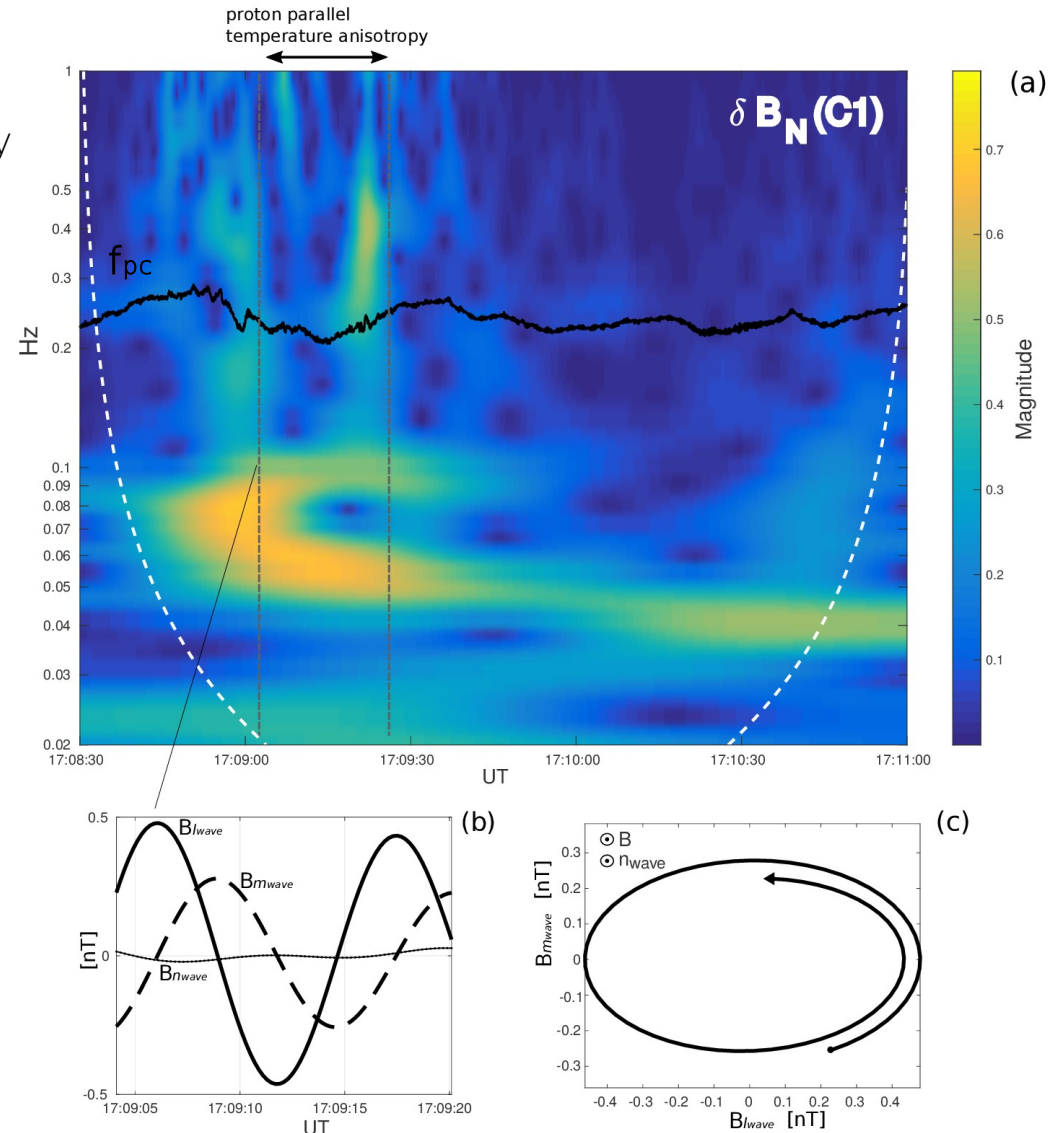 proton parallel
temperature anisotropy
(a)
δ B_N(C1)
y
f_pc
Hz
1
0.5
0.4
0.3
0.2
0.1
0.09
0.08
0.07
0.06
0.05
0.04
0.03
0.02
17:08:30 17:09:00 17:09:30 17:10:00 17:10:30 17:11:00
UT
0.7
0.6
0.5
0.4
0.3
0.2
0.1
Magnitude
(b)
B_lwave
B_mwave
B_nwave
[nT]
0.5
0
-0.5
17:09:05 17:09:10 17:09:15 17:09:20
UT
(c)
⊙ B
⊙ n_wave
B_mwave [nT]
0.3
0.2
0.1
0
-0.1
-0.2
-0.3
-0.4 -0.3 -0.2 -0.1 0 0.1 0.2 0.3 0.4
B_lwave [nT]